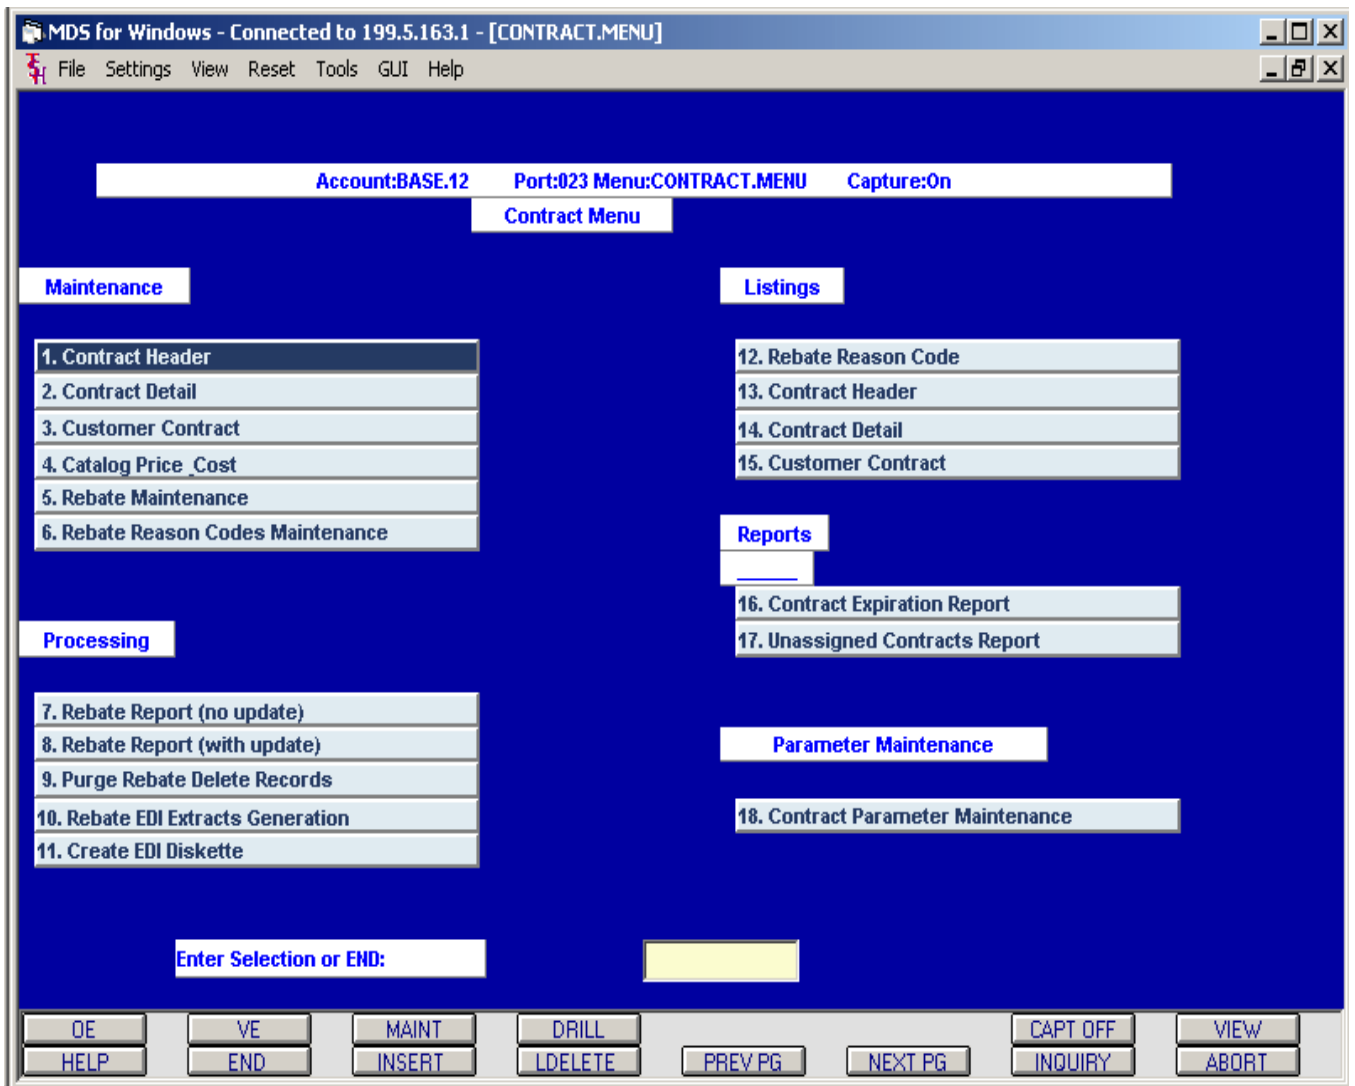 MDS for Windows - Connected to 199.5.163.1 - [CONTRACT.MENU]
File Settings View Reset Tools GUI Help
Account:BASE.12 Port:023 Menu:CONTRACT.MENU Capture:On
Contract Menu
Maintenance
1. Contract Header
2. Contract Detail
3. Customer Contract
4. Catalog Price_Cost
5. Rebate Maintenance
6. Rebate Reason Codes Maintenance
Processing
7. Rebate Report (no update)
8. Rebate Report (with update)
9. Purge Rebate Delete Records
10. Rebate EDI Extracts Generation
11. Create EDI Diskette
Listings
12. Rebate Reason Code
13. Contract Header
14. Contract Detail
15. Customer Contract
Reports
16. Contract Expiration Report
17. Unassigned Contracts Report
Parameter Maintenance
18. Contract Parameter Maintenance
Enter Selection or END:
OE VE MAINT DRILL CAPT OFF VIEW
HELP END INSERT LDELETE PREV PG NEXT PG INQUIRY ABORT